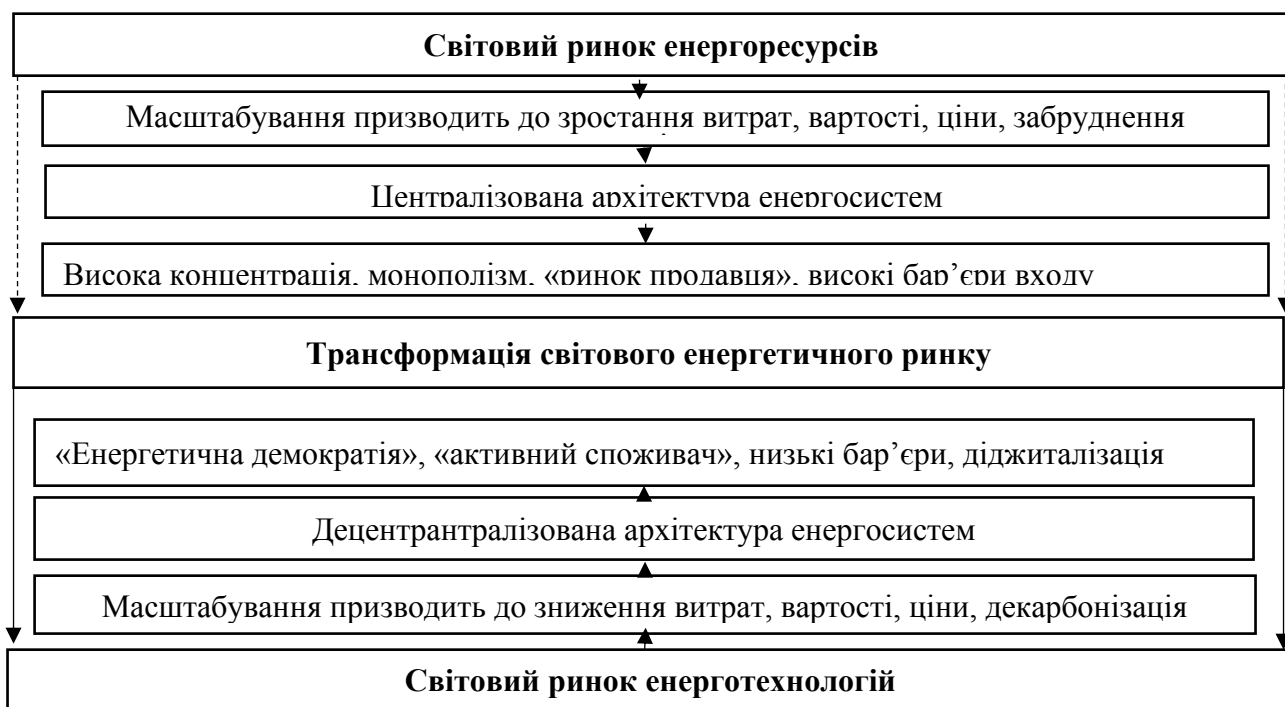 Світовий ринок енергоресурсів
Масштабування призводить до зростання витрат, вартості, ціни, забруднення
Централізована архітектура енергосистем
Висока концентрація, монополізм, «ринок продавця», високі бар’єри входу
Трансформація світового енергетичного ринку
«Енергетична демократія», «активний споживач», низькі бар’єри, діджиталізація
Децентрантралізована архітектура енергосистем
Масштабування призводить до зниження витрат, вартості, ціни, декарбонізація
Світовий ринок енерготехнологій